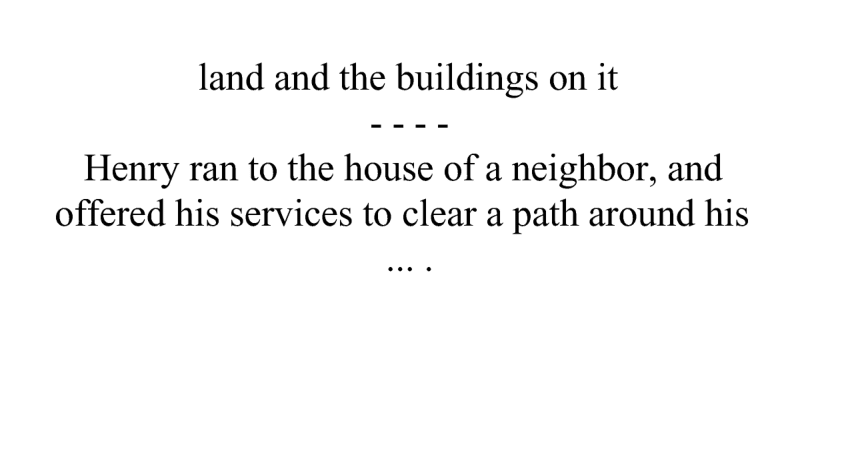 land and the buildings on it
- - - -
Henry ran to the house of a neighbor, and
offered his services to clear a path around his
... .